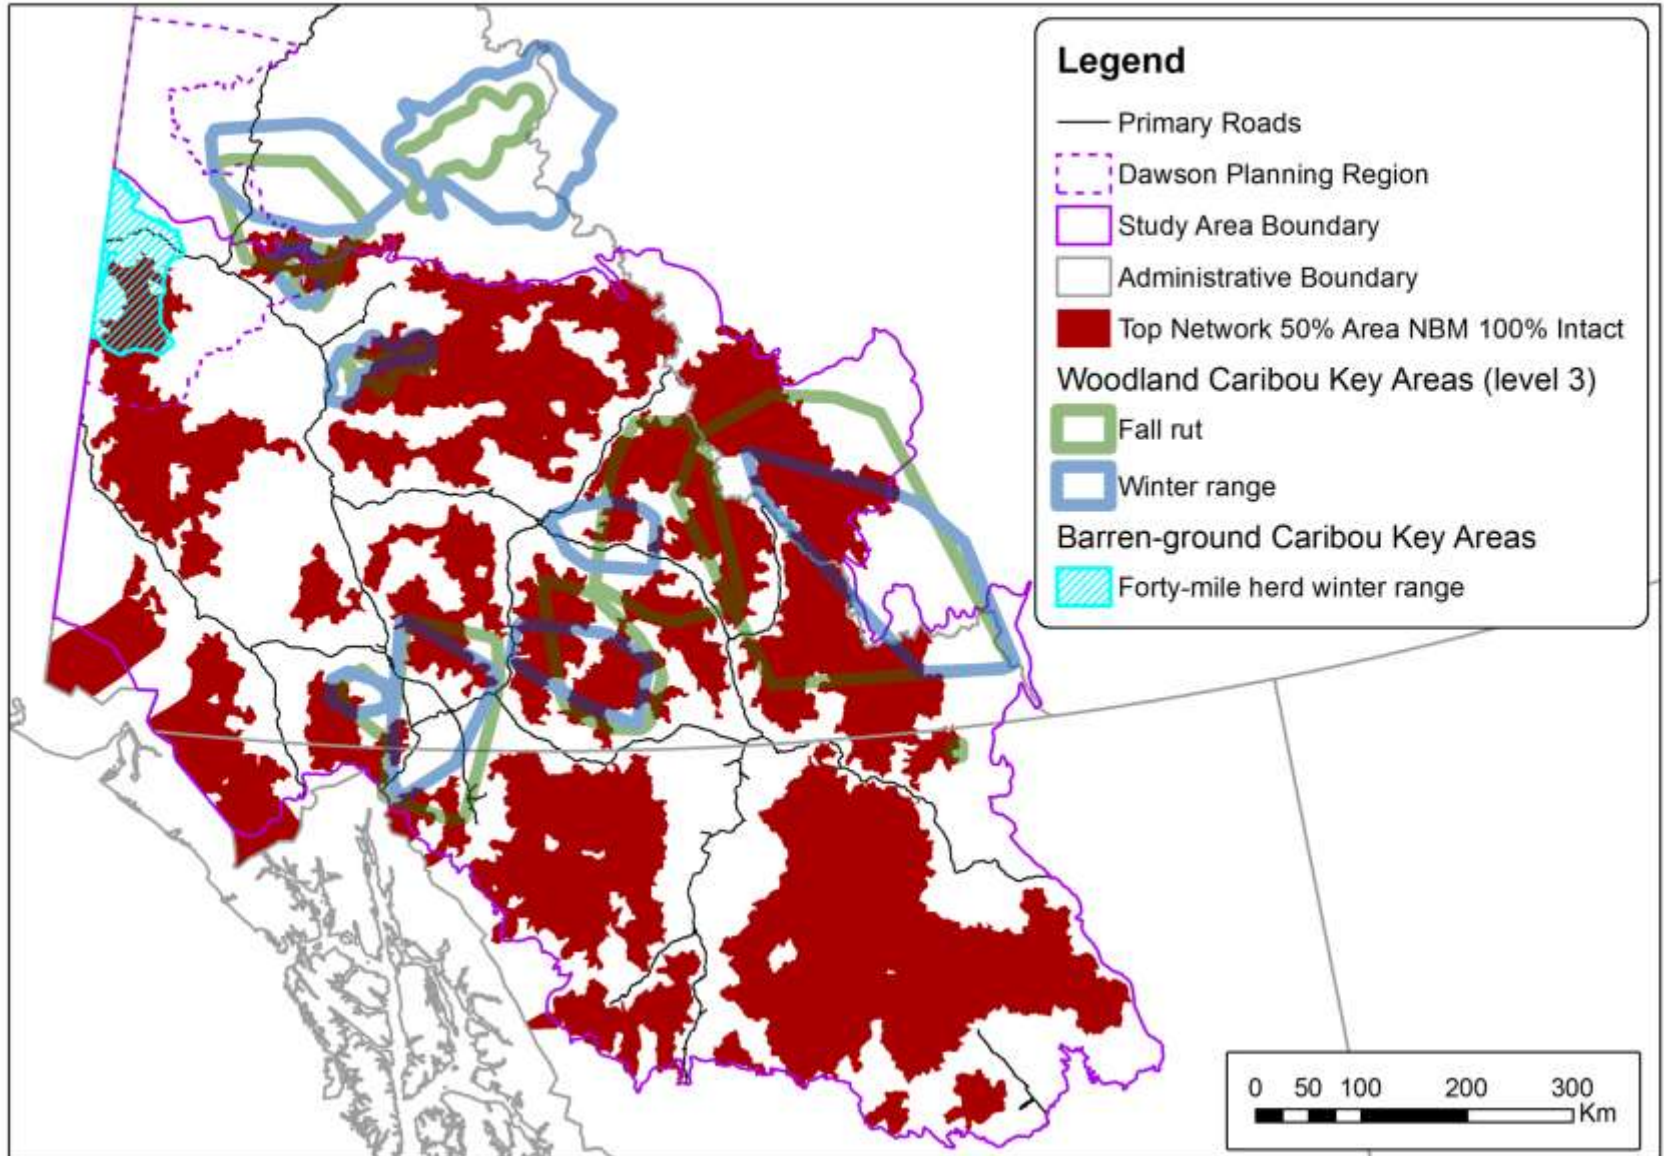 Legend
Primary Roads
Dawson Planning Region
Study Area Boundary
Administrative Boundary
Top Network 50% Area NBM 100% Intact
Woodland Caribou Key Areas (level 3)
Fall rut
Winter range
Barren-ground Caribou Key Areas
Forty-mile herd winter range
0 50 100 200 300
Km